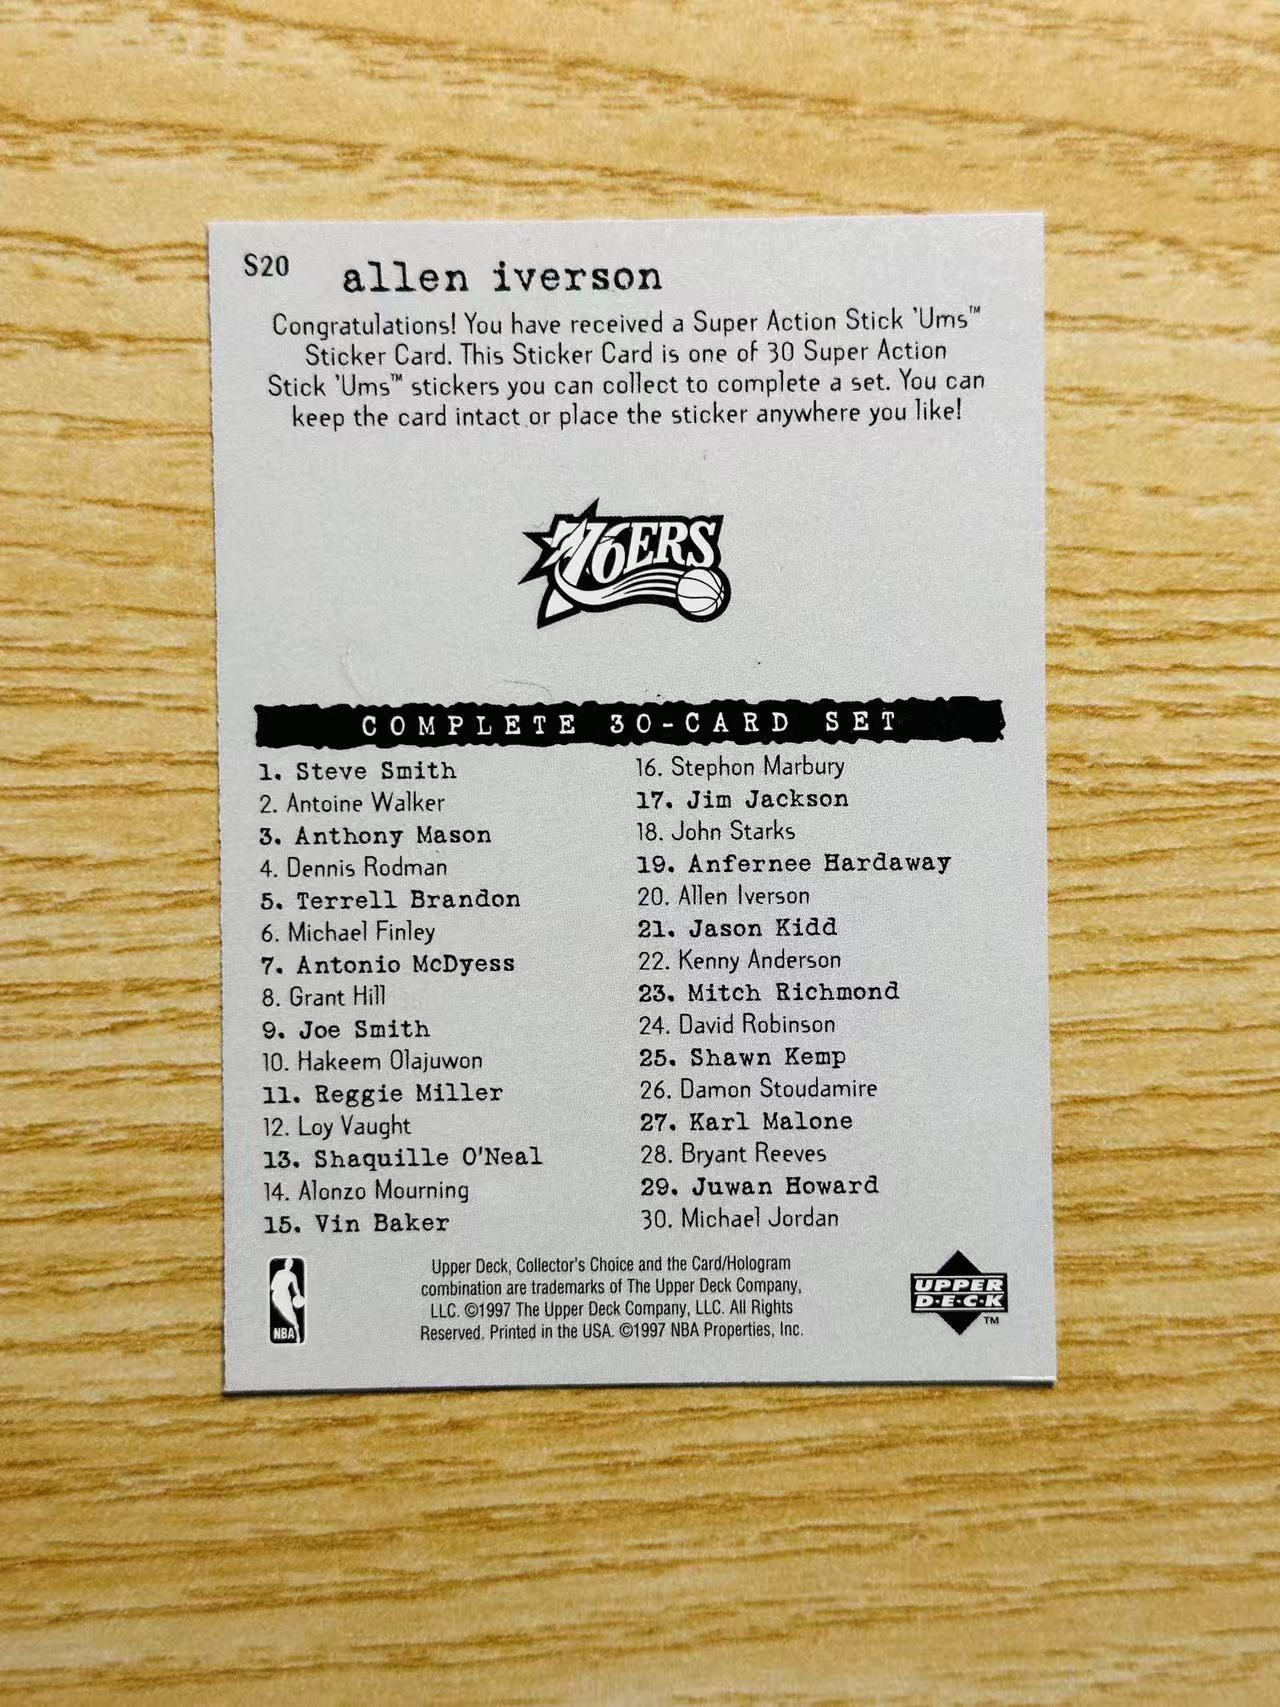 S20 allen iverson
Congratulations! You have received a Super Action Stick 'Ums™
Sticker Card. This Sticker Card is one of 30 Super Action
Stick 'Ums™ stickers you can collect to complete a set. You can
keep the card intact or place the sticker anywhere you like!
76ERS
COMPLETE 30-CARD SET
1. Steve Smith
2. Antoine Walker
3. Anthony Mason
4. Dennis Rodman
5. Terrell Brandon
6. Michael Finley
7. Antonio McDyess
8. Grant Hill
9. Joe Smith
10. Hakeem Olajuwon
11. Reggie Miller
12. Loy Vaught
13. Shaquille O'Neal
14. Alonzo Mourning
15. Vin Baker
16. Stephon Marbury
17. Jim Jackson
18. John Starks
19. Anfernee Hardaway
20. Allen Iverson
21. Jason Kidd
22. Kenny Anderson
23. Mitch Richmond
24. David Robinson
25. Shawn Kemp
26. Damon Stoudamire
27. Karl Malone
28. Bryant Reeves
29. Juwan Howard
30. Michael Jordan
NBA
Upper Deck, Collector's Choice and the Card/Hologram
combination are trademarks of The Upper Deck Company,
LLC. ©1997 The Upper Deck Company, LLC. All Rights
Reserved. Printed in the USA. ©1997 NBA Properties, Inc.
UPPER
D·E·C·K
™